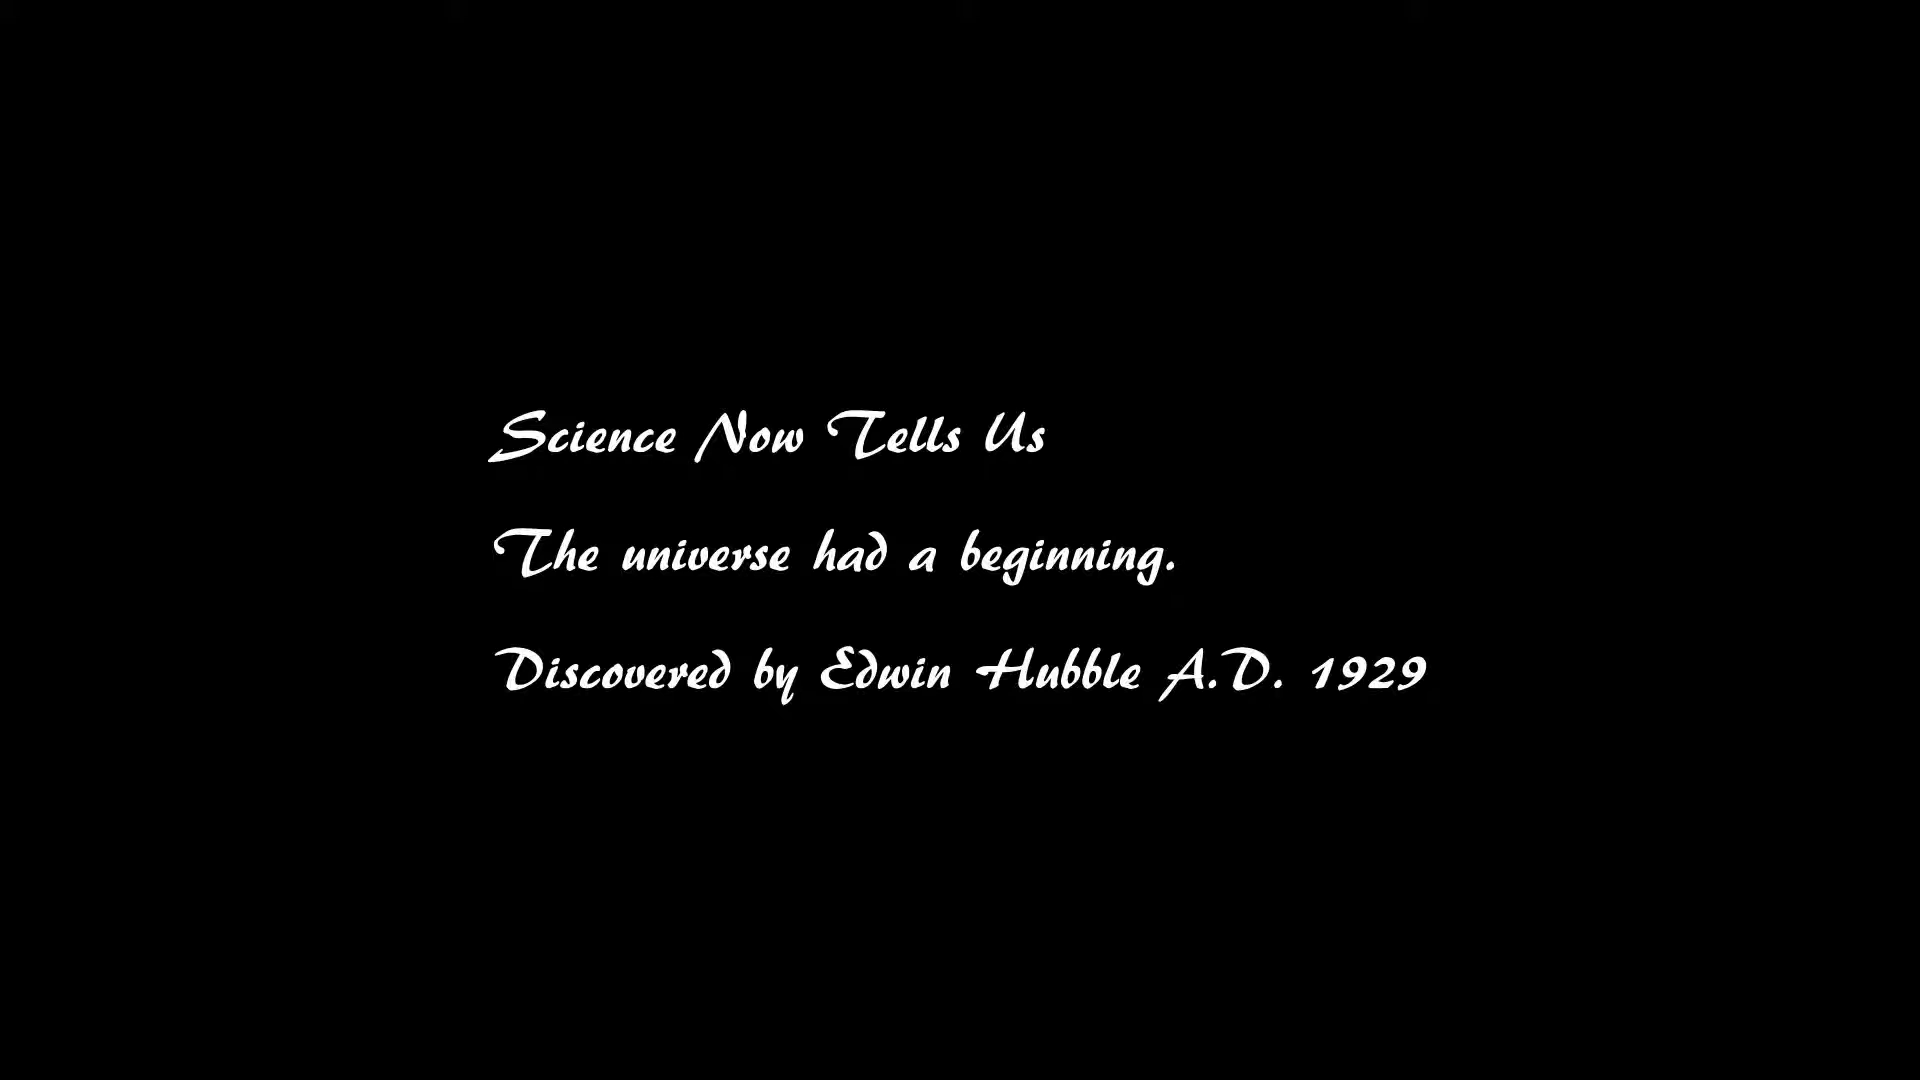 Science Now Tells Us
The universe had a beginning.
Discovered by Edwin Hubble A.D. 1929